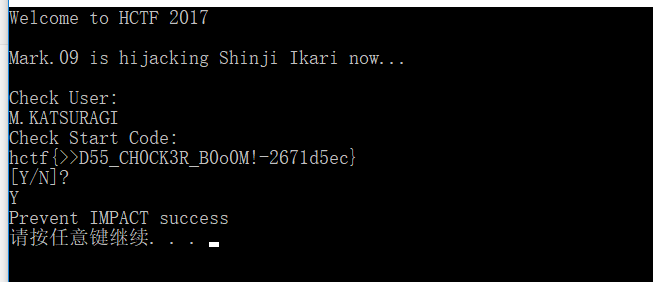 Welcome to HCTF 2017
Mark.09 is hijacking Shinji Ikari now...
Check User:
M.KATSURAGI
Check Start Code:
hctf{>>D55_CH0CK3R_B0o0M!-2671d5ec}
[Y/N]?
Y
Prevent IMPACT success
请按任意键继续. . .